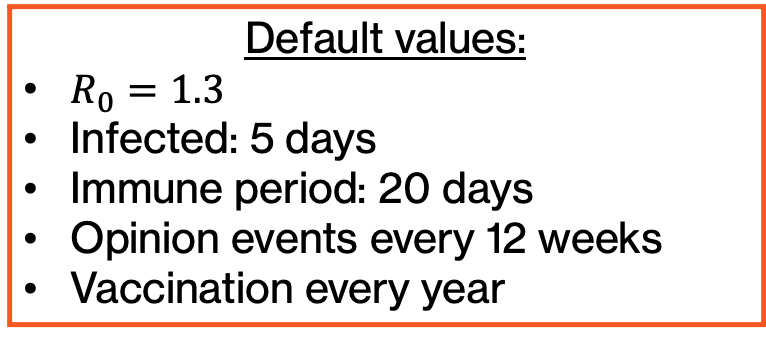 Default values:
• R₀ = 1.3
• Infected: 5 days
• Immune period: 20 days
• Opinion events every 12 weeks
• Vaccination every year